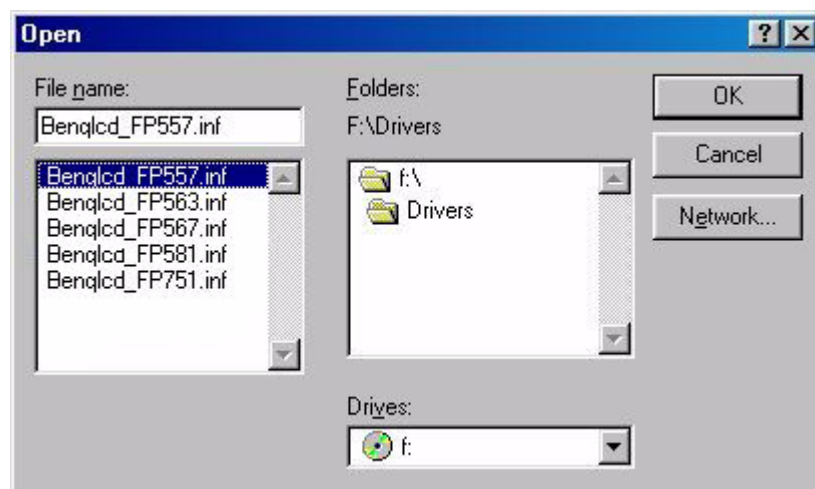 Open
File name:
Benqlcd_FP557.inf
Benqlcd_FP557.inf
Benqlcd_FP563.inf
Benqlcd_FP567.inf
Benqlcd_FP581.inf
Benqlcd_FP751.inf
Folders:
F:\Drivers
f:\
Drivers
Drives:
f:
OK
Cancel
Network...